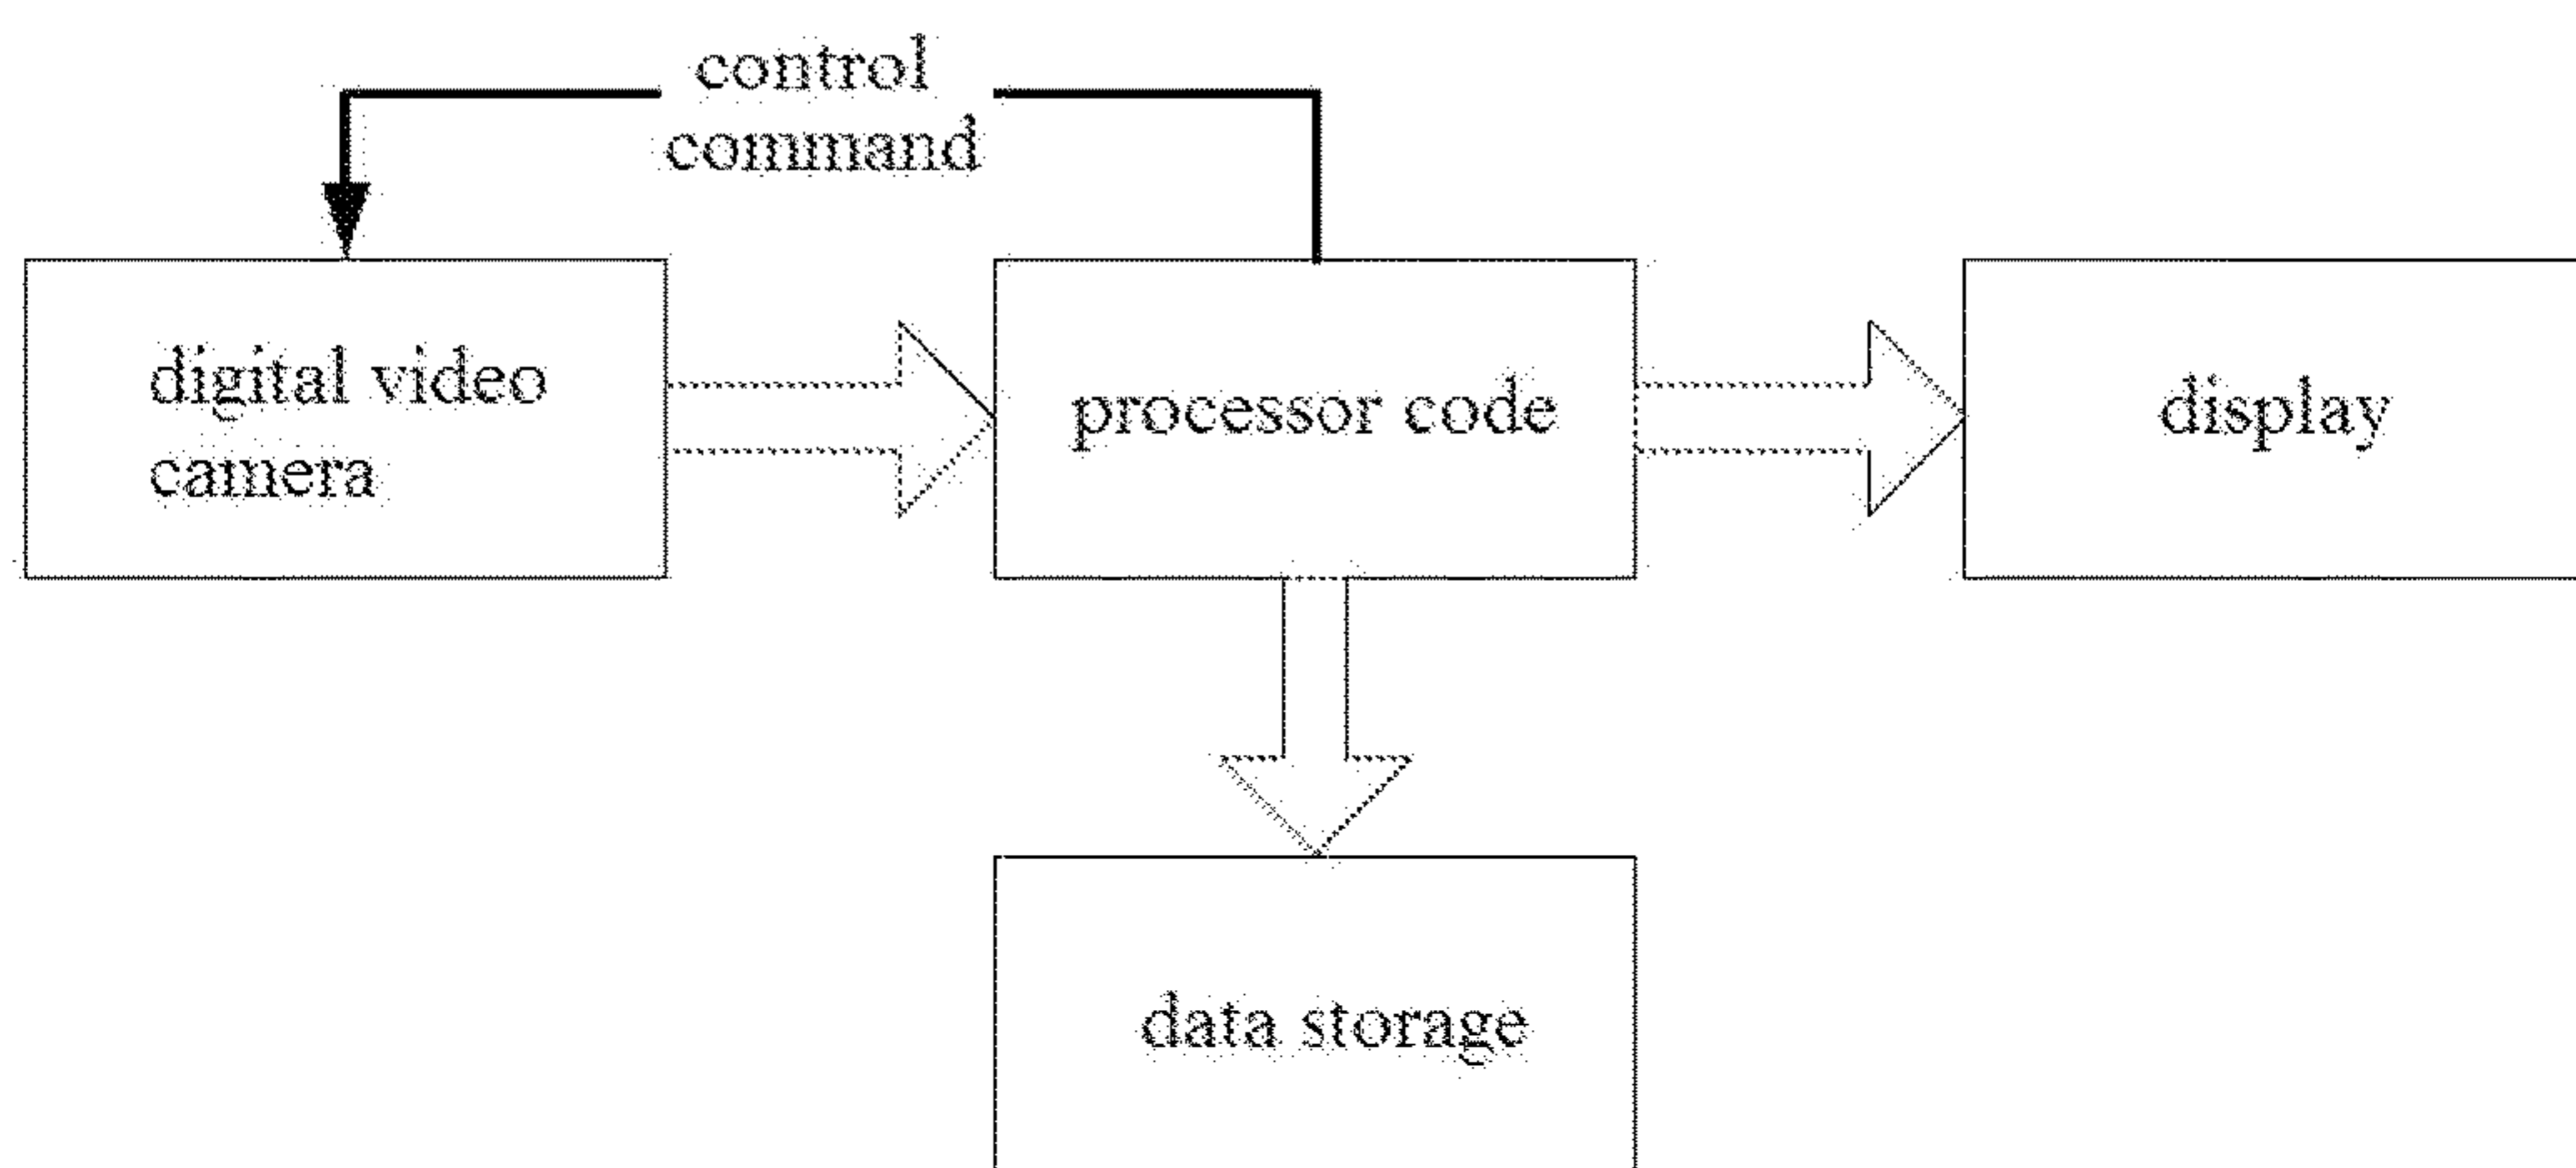 control
command
digital video
camera
processor code
display
data storage